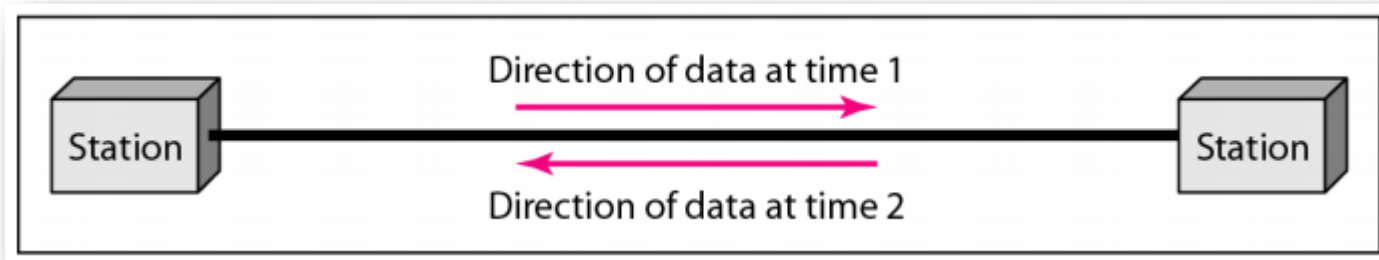 Direction of data at time 1
Station
Station
Direction of data at time 2